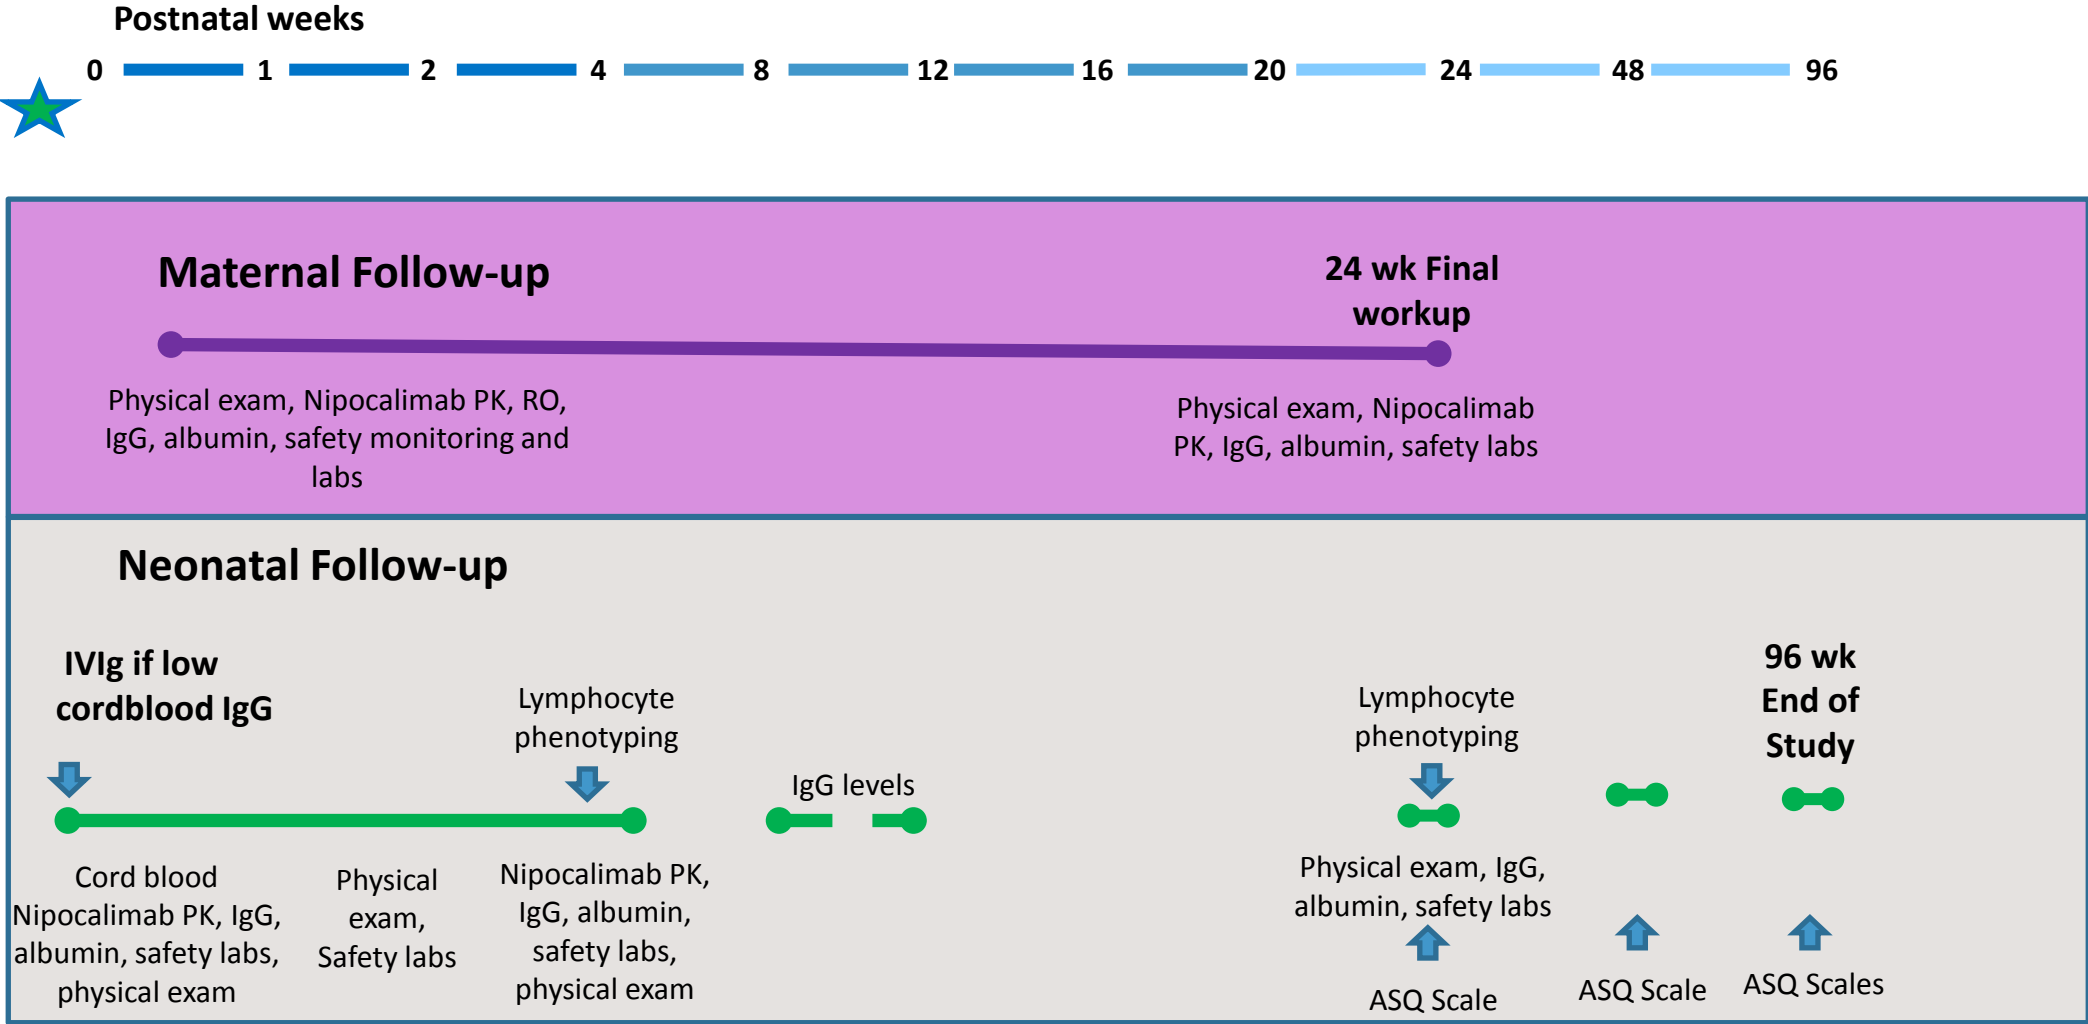 Postnatal weeks
0 1 2 4 8 12 16 20 24 48 96
Maternal Follow-up
24 wk Final
workup
Physical exam, Nipocalimab PK, RO,
IgG, albumin, safety monitoring and
labs
Physical exam, Nipocalimab
PK, IgG, albumin, safety labs
Neonatal Follow-up
IVIg if low
cordblood IgG
Lymphocyte
phenotyping
IgG levels
Lymphocyte
phenotyping
96 wk
End of
Study
Cord blood
Nipocalimab PK, IgG,
albumin, safety labs,
physical exam
Physical
exam,
Safety labs
Nipocalimab PK,
IgG, albumin,
safety labs,
physical exam
Physical exam, IgG,
albumin, safety labs
ASQ Scale
ASQ Scale
ASQ Scales